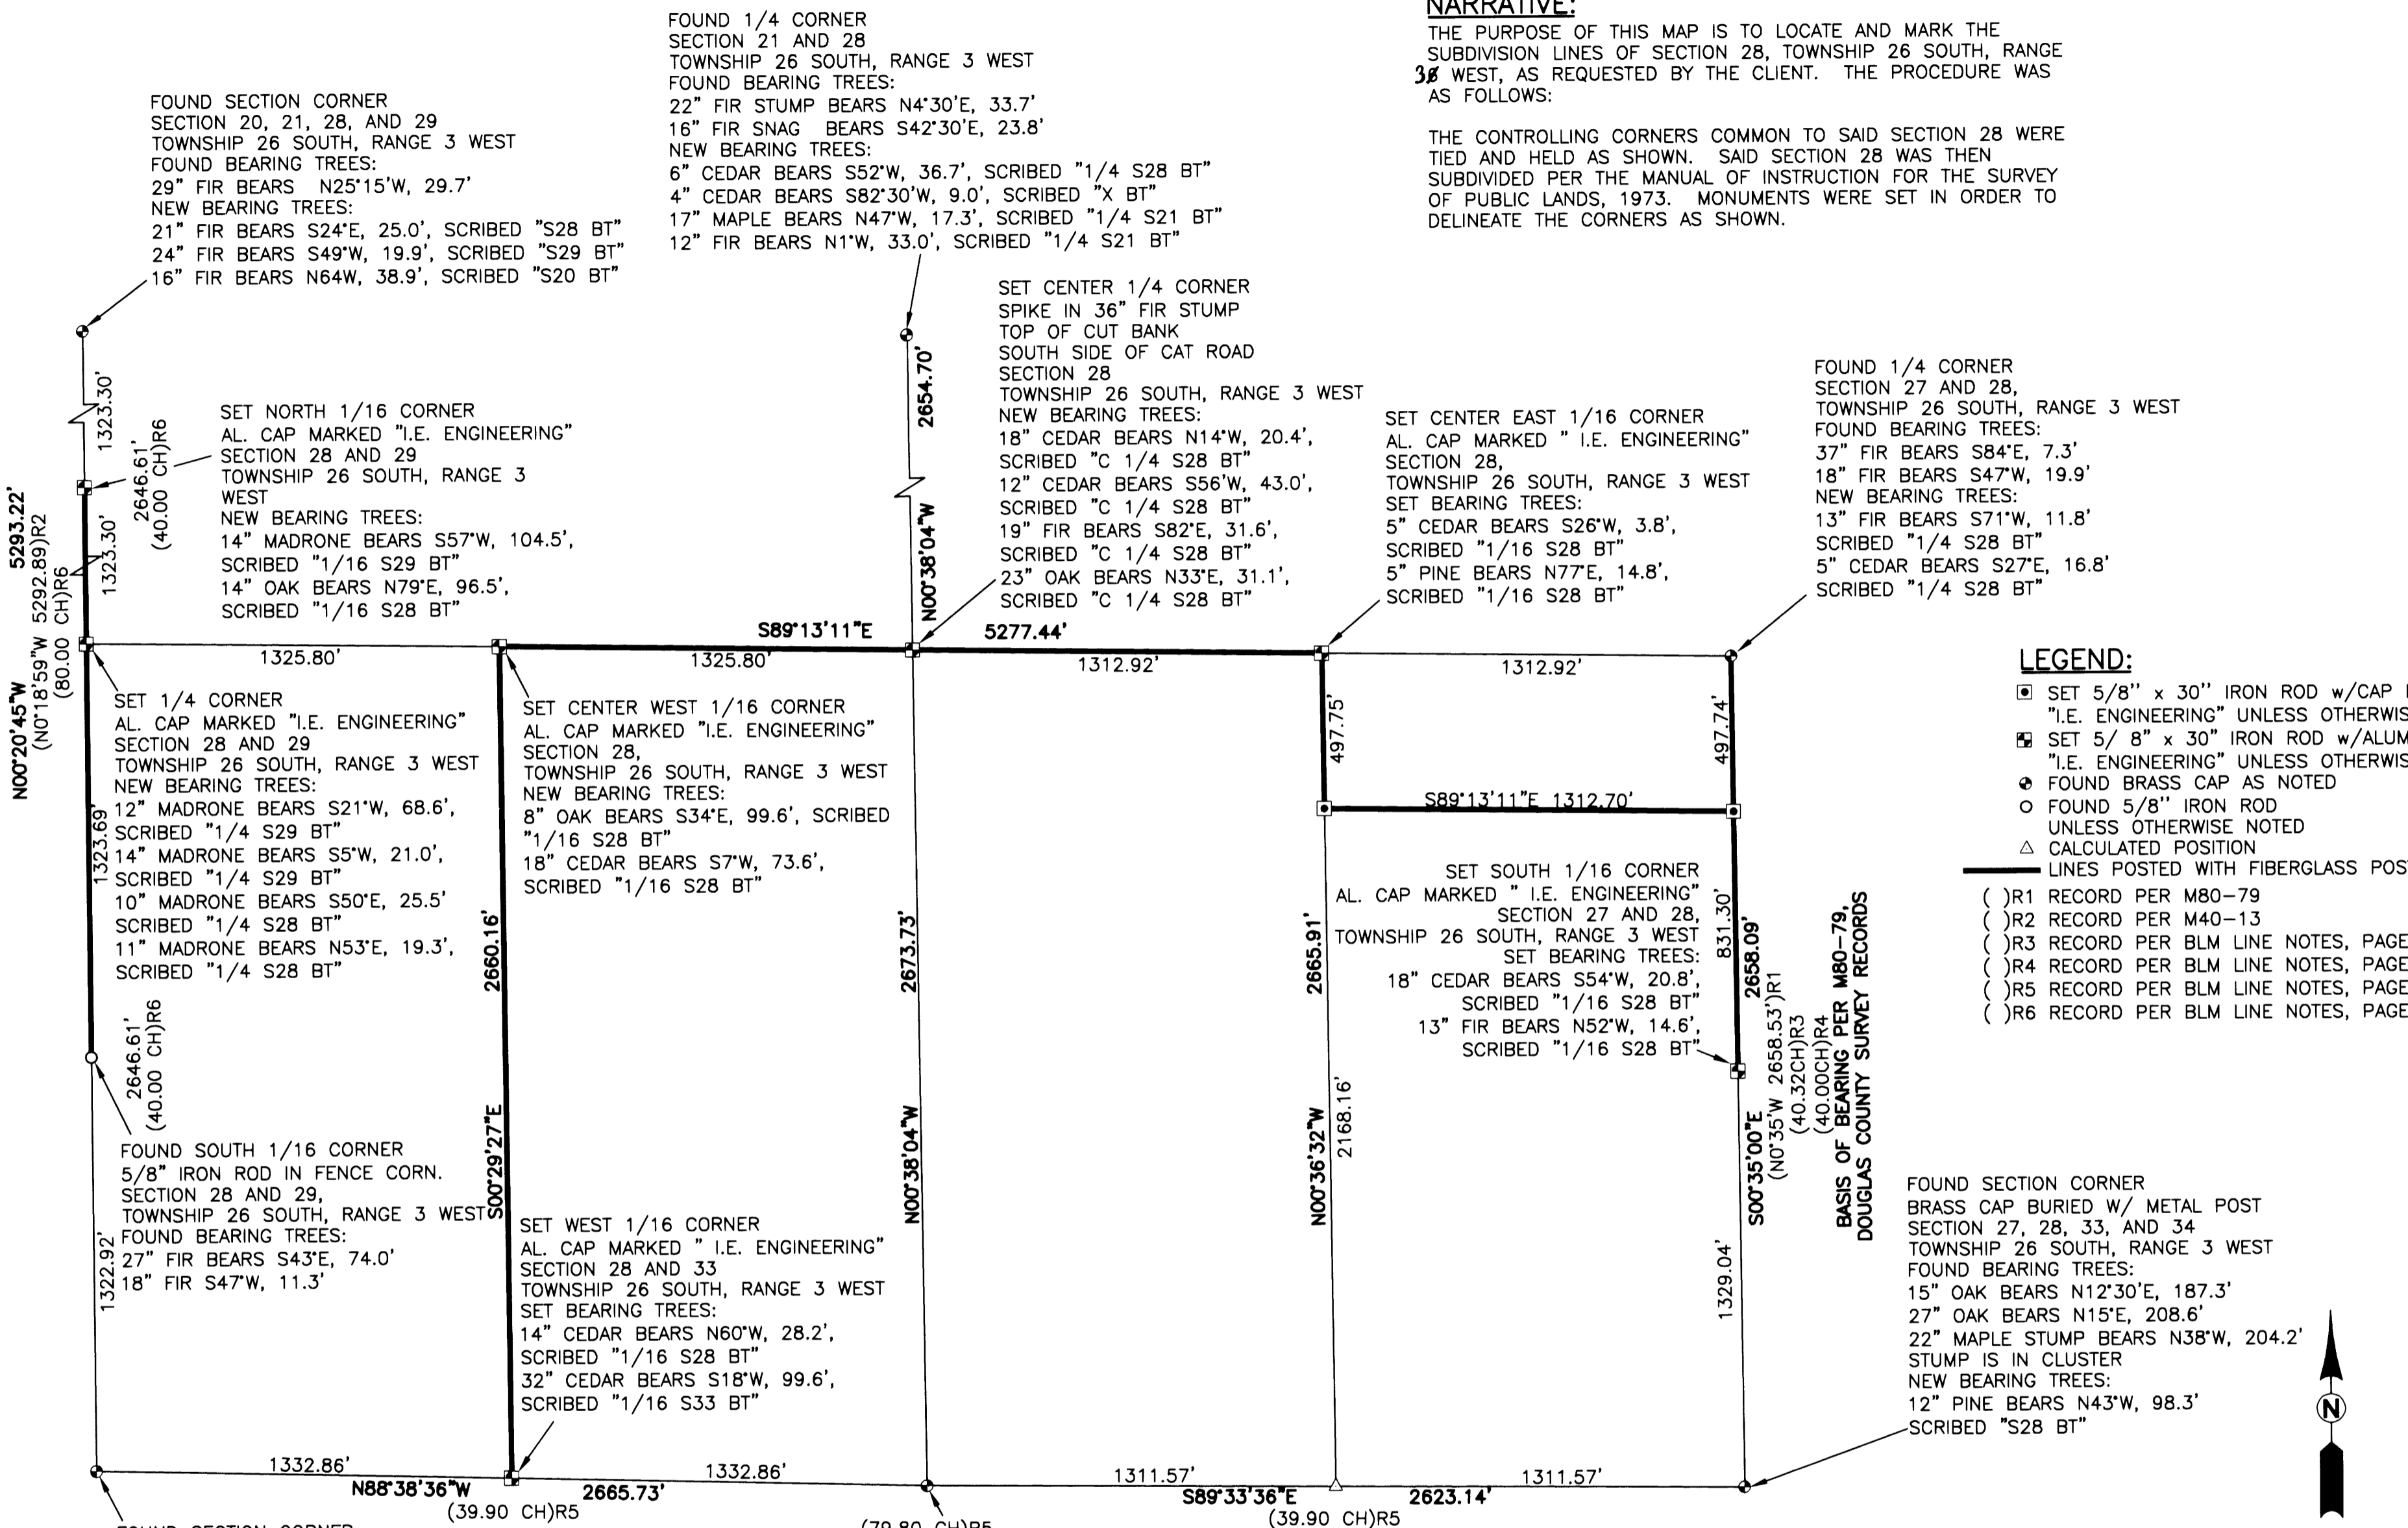 NARRATIVE:
THE PURPOSE OF THIS MAP IS TO LOCATE AND MARK THE
SUBDIVISION LINES OF SECTION 28, TOWNSHIP 26 SOUTH, RANGE
WEST, AS REQUESTED BY THE CLIENT. THE PROCEDURE WAS
AS FOLLOWS:
THE CONTROLLING CORNERS COMMON TO SAID SECTION 28 WERE
TIED AND HELD AS SHOWN. SAID SECTION 28 WAS THEN
SUBDIVIDED PER THE MANUAL OF INSTRUCTION FOR THE SURVEY
OF PUBLIC LANDS, 1973. MONUMENTS WERE SET IN ORDER TO
DELINEATE THE CORNERS AS SHOWN.
FOUND SECTION CORNER
SECTION 20, 21, 28, AND 29
TOWNSHIP 26 SOUTH, RANGE 3 WEST
FOUND BEARING TREES:
29" FIR BEARS N25°15'W, 29.7'
NEW BEARING TREES:
21" FIR BEARS S24°E, 25.0', SCRIBED "S28 BT"
24" FIR BEARS S49°W, 19.9', SCRIBED "S29 BT"
16" FIR BEARS N64W, 38.9', SCRIBED "S20 BT"
FOUND 1/4 CORNER
SECTION 21 AND 28
TOWNSHIP 26 SOUTH, RANGE 3 WEST
FOUND BEARING TREES:
22" FIR STUMP BEARS N4°30'E, 33.7'
16" FIR SNAG BEARS S42°30'E, 23.8'
NEW BEARING TREES:
6" CEDAR BEARS S52°W, 36.7', SCRIBED "1/4 S28 BT"
4" CEDAR BEARS S82°30'W, 9.0', SCRIBED "X BT"
17" MAPLE BEARS N47°W, 17.3', SCRIBED "1/4 S21 BT"
12" FIR BEARS N1°W, 33.0', SCRIBED "1/4 S21 BT"
SET CENTER 1/4 CORNER
SPIKE IN 36" FIR STUMP
TOP OF CUT BANK
SOUTH SIDE OF CAT ROAD
SECTION 28
TOWNSHIP 26 SOUTH, RANGE 3 WEST
NEW BEARING TREES:
18" CEDAR BEARS N14°W, 20.4',
SCRIBED "C 1/4 S28 BT"
12" CEDAR BEARS S56'W, 43.0',
SCRIBED "C 1/4 S28 BT"
19" FIR BEARS S82°E, 31.6',
SCRIBED "C 1/4 S28 BT"
23" OAK BEARS N33°E, 31.1',
SCRIBED "C 1/4 S28 BT"
SET CENTER EAST 1/16 CORNER
AL. CAP MARKED " I.E. ENGINEERING"
SECTION 28,
TOWNSHIP 26 SOUTH, RANGE 3 WEST
SET BEARING TREES:
5" CEDAR BEARS S26°W, 3.8',
SCRIBED "1/16 S28 BT"
5" PINE BEARS N77°E, 14.8',
SCRIBED "1/16 S28 BT"
FOUND 1/4 CORNER
SECTION 27 AND 28,
TOWNSHIP 26 SOUTH, RANGE 3 WEST
FOUND BEARING TREES:
37" FIR BEARS S84°E, 7.3'
18" FIR BEARS S47°W, 19.9'
NEW BEARING TREES:
13" FIR BEARS S71°W, 11.8'
SCRIBED "1/4 S28 BT"
5" CEDAR BEARS S27°E, 16.8'
SCRIBED "1/4 S28 BT"
SET NORTH 1/16 CORNER
AL. CAP MARKED "I.E. ENGINEERING"
SECTION 28 AND 29
TOWNSHIP 26 SOUTH, RANGE 3
WEST
NEW BEARING TREES:
14" MADRONE BEARS S57°W, 104.5',
SCRIBED "1/16 S29 BT"
14" OAK BEARS N79°E, 96.5',
SCRIBED "1/16 S28 BT"
1323.30'
2646.61'
(40.00 CH)R6
1323.30'
N00°20'45"W 5293.22'
(N0°18'59"W 5292.89)R2
(80.00 CH)R6
2654.70'
N00°38'04"W
S89°13'11"E 5277.44'
1325.80'
1325.80'
1312.92'
1312.92'
LEGEND:
SET 5/8'' x 30'' IRON ROD w/CAP
"I.E. ENGINEERING" UNLESS
SET 5/ 8" x 30" IRON ROD
"I.E. ENGINEERING" UNLESS
FOUND BRASS CAP AS NOTED
FOUND 5/8'' IRON ROD
UNLESS OTHERWISE NOTED
CALCULATED POSITION
LINES POSTED WITH FIBERGLASS
( )R1 RECORD PER M80-79
( )R2 RECORD PER M40-13
( )R3 RECORD PER BLM LINE NOTES,
( )R4 RECORD PER BLM LINE NOTES,
( )R5 RECORD PER BLM LINE NOTES,
( )R6 RECORD PER BLM LINE NOTES,
SET 1/4 CORNER
AL. CAP MARKED "I.E. ENGINEERING"
SECTION 28 AND 29
TOWNSHIP 26 SOUTH, RANGE 3 WEST
NEW BEARING TREES:
12" MADRONE BEARS S21°W, 68.6',
SCRIBED "1/4 S29 BT"
14" MADRONE BEARS S5°W, 21.0',
SCRIBED "1/4 S29 BT"
10" MADRONE BEARS S50°E, 25.5'
SCRIBED "1/4 S28 BT"
11" MADRONE BEARS N53°E, 19.3',
SCRIBED "1/4 S28 BT"
1323.69'
SET CENTER WEST 1/16 CORNER
AL. CAP MARKED "I.E. ENGINEERING"
SECTION 28,
TOWNSHIP 26 SOUTH, RANGE 3 WEST
NEW BEARING TREES:
8" OAK BEARS S34°E, 99.6', SCRIBED
"1/16 S28 BT"
18" CEDAR BEARS S7°W, 73.6',
SCRIBED "1/16 S28 BT"
497.75'
497.74'
S89°13'11"E 1312.70'
SET SOUTH 1/16 CORNER
AL. CAP MARKED " I.E. ENGINEERING"
SECTION 27 AND 28,
TOWNSHIP 26 SOUTH, RANGE 3 WEST
SET BEARING TREES:
18" CEDAR BEARS S54°W, 20.8',
SCRIBED "1/16 S28 BT"
13" FIR BEARS N52°W, 14.6',
SCRIBED "1/16 S28 BT"
831.30'
S00°35'00"E 2658.09'
(N0°35'W 2658.53')R1
(40.32CH)R3
(40.00CH)R4
BASIS OF BEARING PER M80-79,
DOUGLAS COUNTY SURVEY RECORDS
1329.04'
S00°29'27"E 2660.16'
N00°38'04"W 2673.73'
N00°36'32"W 2665.91'
2168.16'
2646.61'
(40.00 CH)R6
FOUND SOUTH 1/16 CORNER
5/8" IRON ROD IN FENCE CORN.
SECTION 28 AND 29,
TOWNSHIP 26 SOUTH, RANGE 3 WEST
FOUND BEARING TREES:
27" FIR BEARS S43°E, 74.0'
18" FIR S47°W, 11.3'
1322.92'
SET WEST 1/16 CORNER
AL. CAP MARKED " I.E. ENGINEERING"
SECTION 28 AND 33
TOWNSHIP 26 SOUTH, RANGE 3 WEST
SET BEARING TREES:
14" CEDAR BEARS N60°W, 28.2',
SCRIBED "1/16 S28 BT"
32" CEDAR BEARS S18°W, 99.6',
SCRIBED "1/16 S33 BT"
FOUND SECTION CORNER
BRASS CAP BURIED W/ METAL POST
SECTION 27, 28, 33, AND 34
TOWNSHIP 26 SOUTH, RANGE 3 WEST
FOUND BEARING TREES:
15" OAK BEARS N12°30'E, 187.3'
27" OAK BEARS N15°E, 208.6'
22" MAPLE STUMP BEARS N38°W, 204.2'
STUMP IS IN CLUSTER
NEW BEARING TREES:
12" PINE BEARS N43°W, 98.3'
SCRIBED "S28 BT"
N
1332.86'
1332.86'
1311.57'
1311.57'
N88°38'36"W 2665.73'
(39.90 CH)R5
S89°33'36"E 2623.14'
(39.90 CH)R5
(79.80 CH)R5
FOUND SECTION CORNER